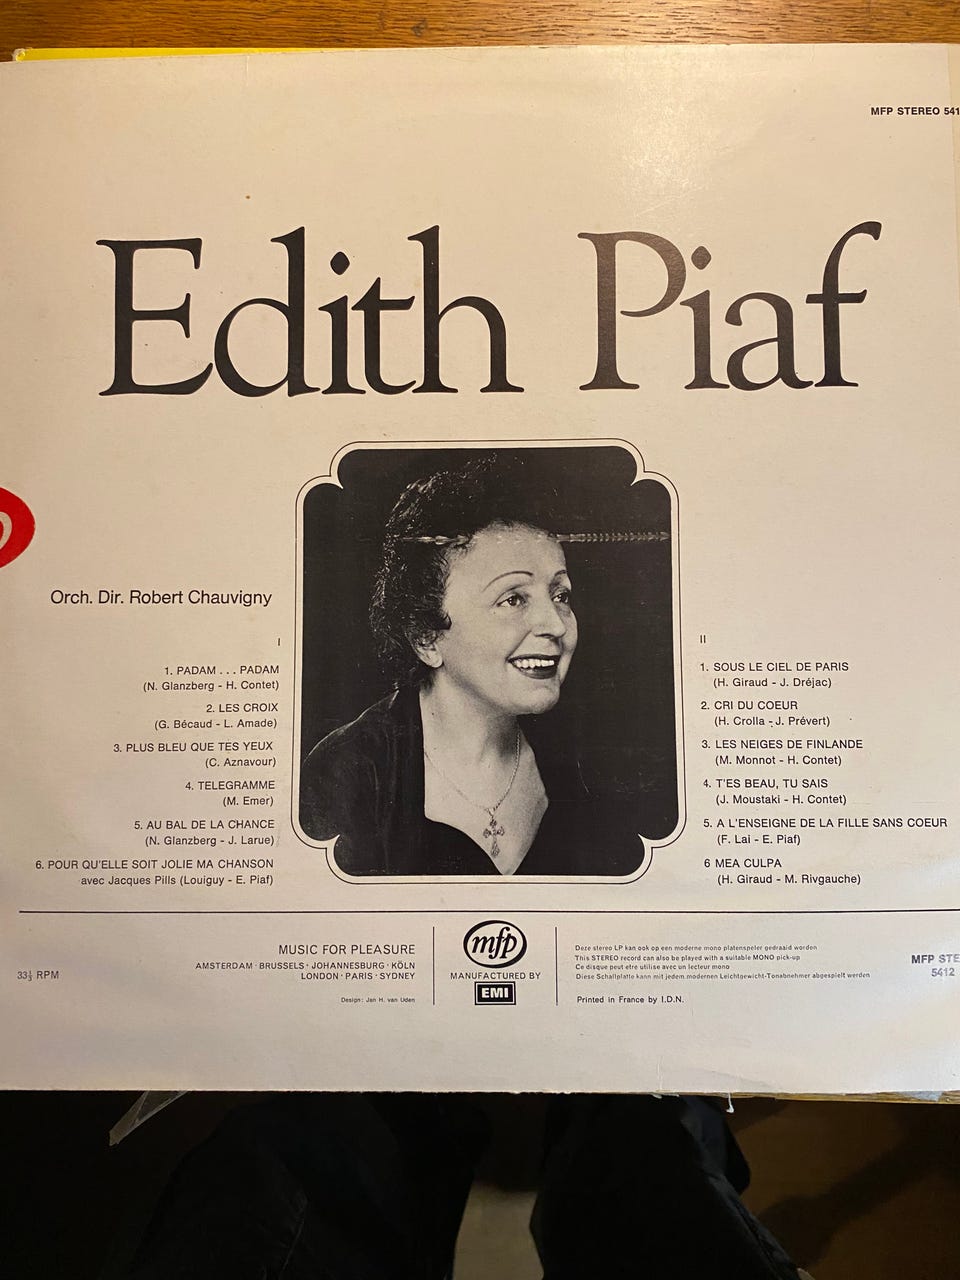 MFP STEREO 541
Edith Piaf
Orch. Dir. Robert Chauvigny
I
1. PADAM . . . PADAM
(N. Glanzberg - H. Contet)
2. LES CROIX
(G. Bécaud - L. Amade)
3. PLUS BLEU QUE TES YEUX
(C. Aznavour)
4. TELEGRAMME
(M. Emer)
5. AU BAL DE LA CHANCE
(N. Glanzberg - J. Larue)
6. POUR QU'ELLE SOIT JOLIE MA CHANSON
avec Jacques Pills (Louiguy - E. Piaf)
II
1. SOUS LE CIEL DE PARIS
(H. Giraud - J. Dréjac)
2. CRI DU COEUR
(H. Crolla - J. Prévert)
3. LES NEIGES DE FINLANDE
(M. Monnot - H. Contet)
4. T'ES BEAU, TU SAIS
(J. Moustaki - H. Contet)
5. A L'ENSEIGNE DE LA FILLE SANS COEUR
(F. Lai - E. Piaf)
6 MEA CULPA
(H. Giraud - M. Rivgauche)
33⅓ RPM
MUSIC FOR PLEASURE
AMSTERDAM · BRUSSELS · JOHANNESBURG · KÖLN
LONDON · PARIS · SYDNEY
Design: Jan H. van Uden
mfp
MANUFACTURED BY
EMI
Deze stereo LP kan ook op een moderne mono platenspeler gedraaid worden
This STEREO record can also be played with a suitable MONO pick-up
Ce disque peut etre utilise avec un lecteur mono
Diese Schallplatte kann mit jedem modernen Leichtgewicht-Tonabnehmer abgespielt werden
Printed in France by I.D.N.
MFP STE
5412